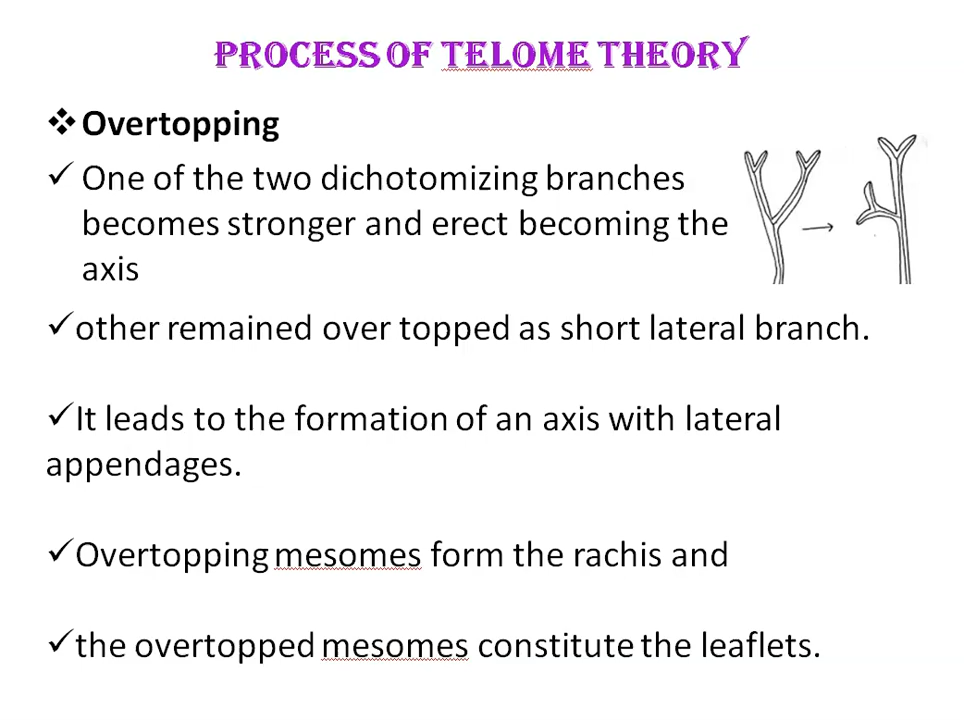 PROCESS OF TELOME THEORY
❖ Overtopping
✓ One of the two dichotomizing branches
becomes stronger and erect becoming the
axis
✓other remained over topped as short lateral branch.
✓It leads to the formation of an axis with lateral
appendages.
✓Overtopping mesomes form the rachis and
✓the overtopped mesomes constitute the leaflets.